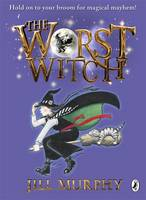 Hold on to your broom for magical mayhem!
THE
WORST
WITCH
JILL MURPHY